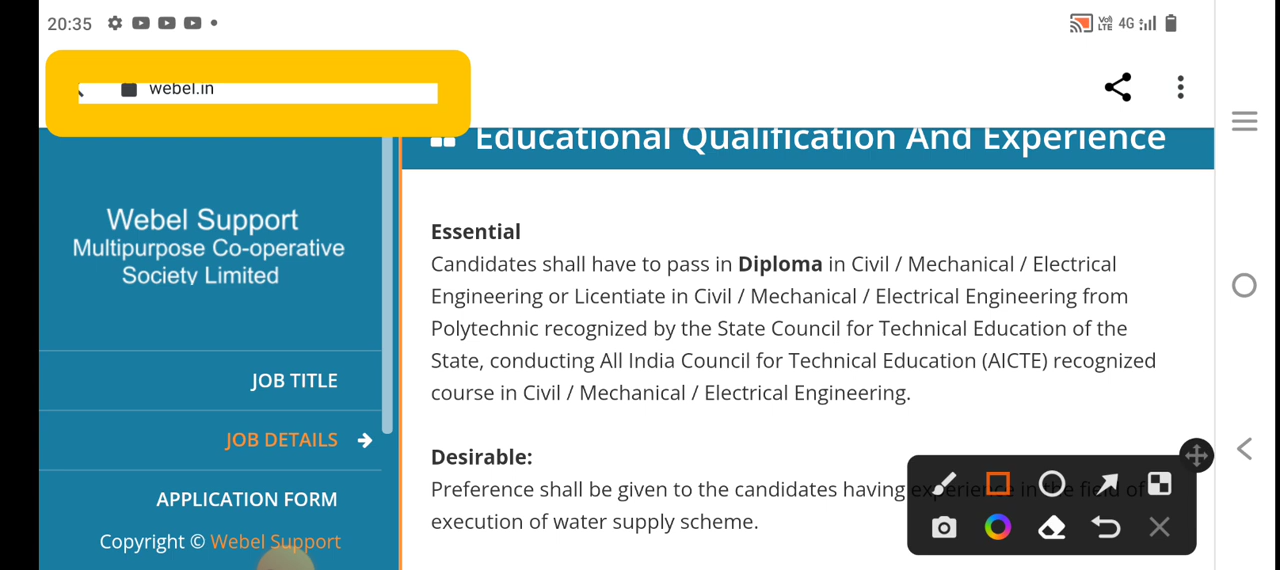 20:35
Vo) LTE 4G
webel.in
Educational Qualification And Experience
Webel Support
Multipurpose Co-operative
Society Limited
JOB TITLE
JOB DETAILS
APPLICATION FORM
Copyright © Webel Support
Essential
Candidates shall have to pass in Diploma in Civil / Mechanical / Electrical
Engineering or Licentiate in Civil / Mechanical / Electrical Engineering from
Polytechnic recognized by the State Council for Technical Education of the
State, conducting All India Council for Technical Education (AICTE) recognized
course in Civil / Mechanical / Electrical Engineering.
Desirable:
Preference shall be given to the candidates having experience in the field of
execution of water supply scheme.